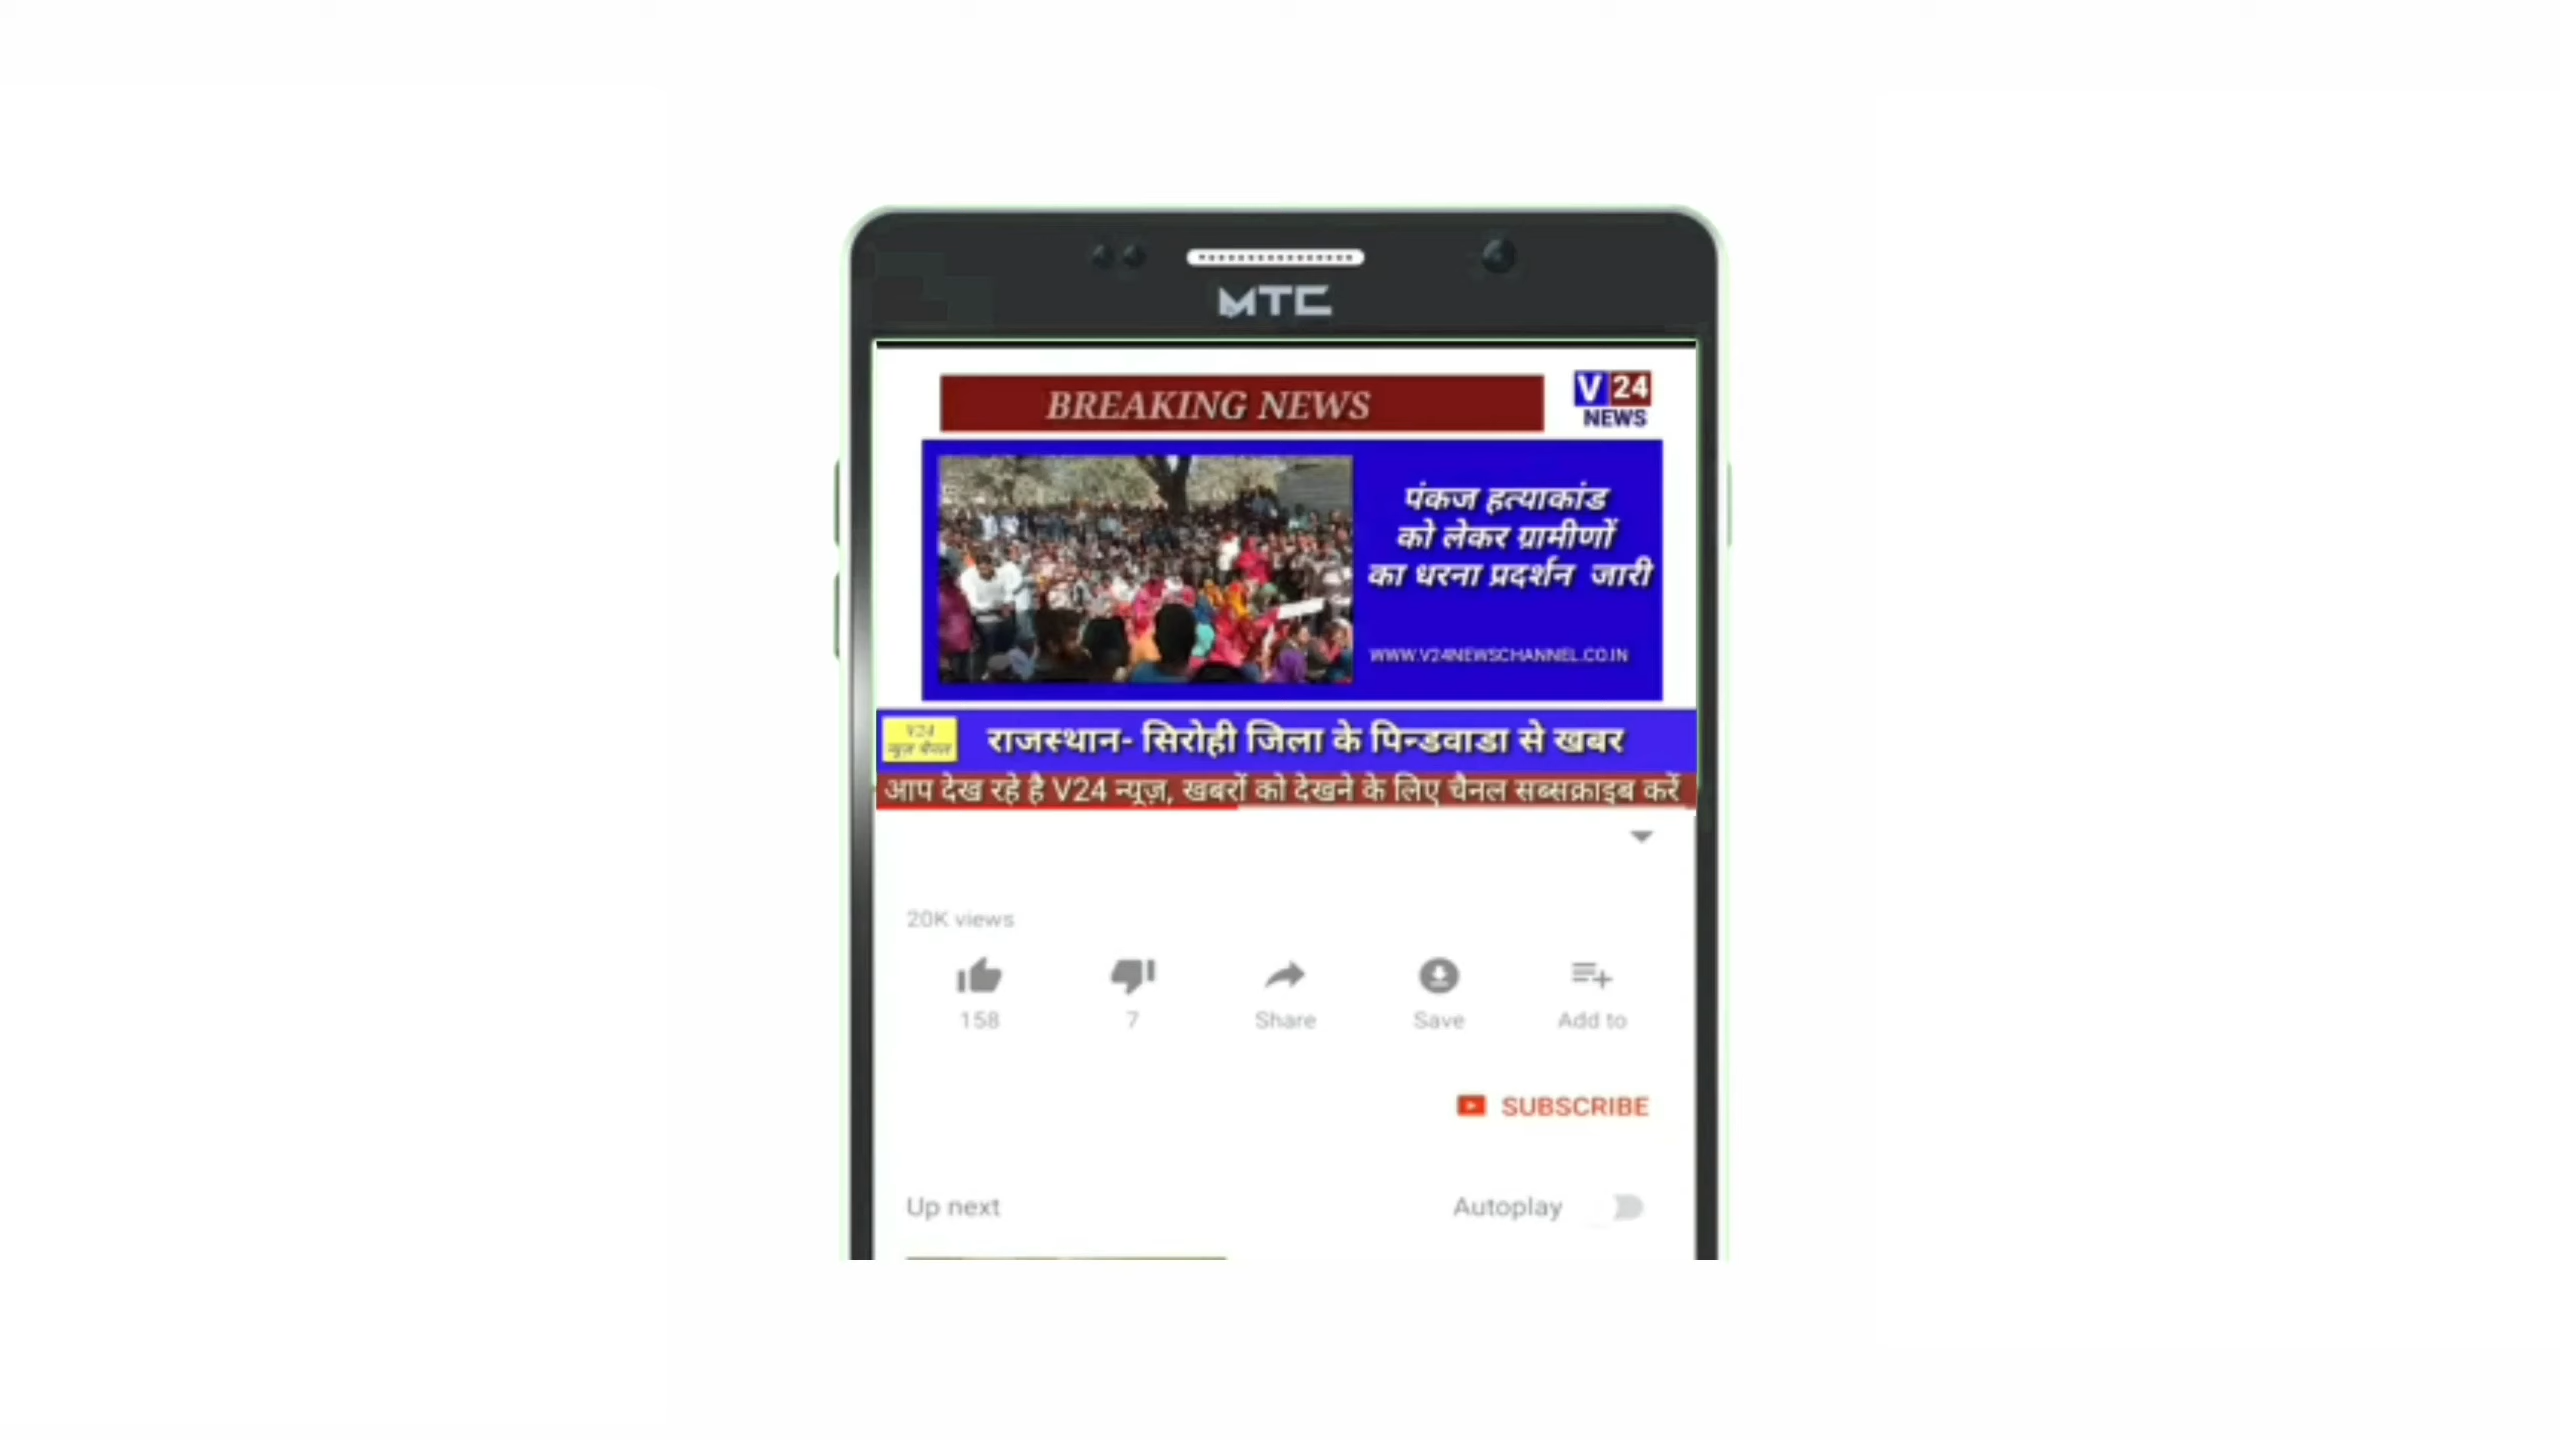 MTC
BREAKING NEWS
V 24
NEWS
पंकज हत्याकांड
को लेकर ग्रामीणों
का धरना प्रदर्शन जारी
WWW.V24NEWSCHANNEL.CO.IN
V24
न्यूज़ चैनल
राजस्थान- सिरोही जिला के पिन्डवाडा से खबर
आप देख रहे है V24 न्यूज़, खबरों को देखने के लिए चैनल सब्सक्राइब करें
20K views
158
7
Share
Save
Add to
SUBSCRIBE
Up next
Autoplay